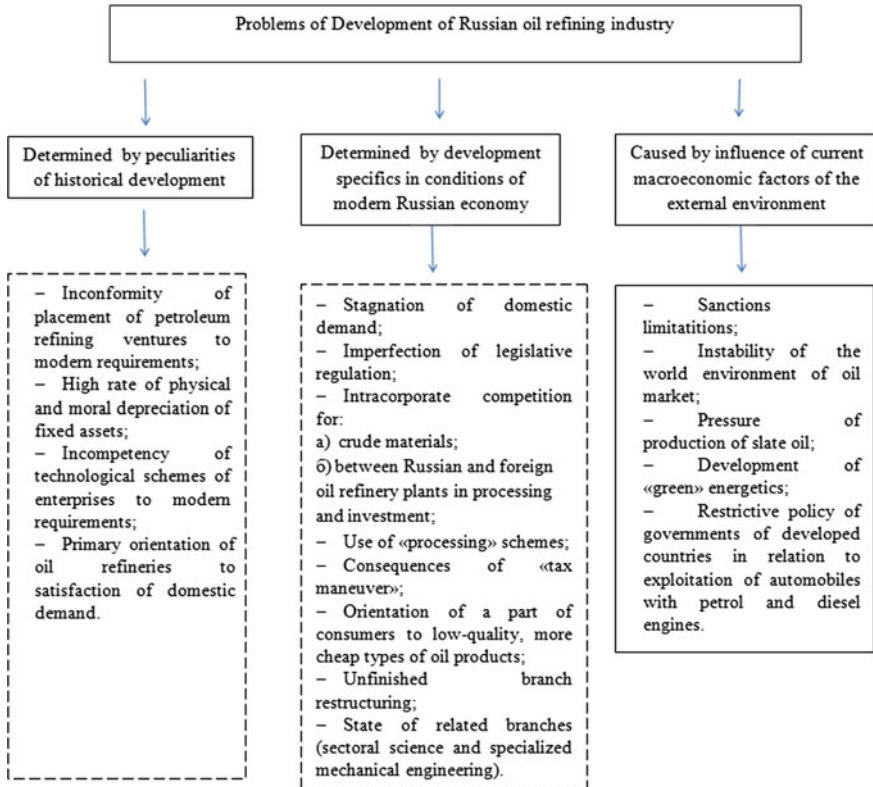 Problems of Development of Russian oil refining industry
Determined by peculiarities
of historical development
Determined by development
specifics in conditions of
modern Russian economy
Caused by influence of current
macroeconomic factors of the
external environment
– Inconformity of
placement of petroleum
refining ventures to
modern requirements;
– High rate of physical
and moral depreciation of
fixed assets;
– Incompetency of
technological schemes of
enterprises to modern
requirements;
– Primary orientation of
oil refineries to
satisfaction of domestic
demand.
– Stagnation of domestic
demand;
– Imperfection of legislative
regulation;
– Intracorporate competition
for:
a) crude materials;
б) between Russian and foreign
oil refinery plants in processing
and investment;
– Use of «processing» schemes;
– Consequences of «tax
maneuver»;
– Orientation of a part of
consumers to low-quality, more
cheap types of oil products;
– Unfinished branch
restructuring;
– State of related branches
(sectoral science and specialized
mechanical engineering).
– Sanctions
limitatitions;
– Instability of the
world environment of oil
market;
– Pressure of
production of slate oil;
– Development of
«green» energetics;
– Restrictive policy of
governments of developed
countries in relation to
exploitation of automobiles
with petrol and diesel
engines.